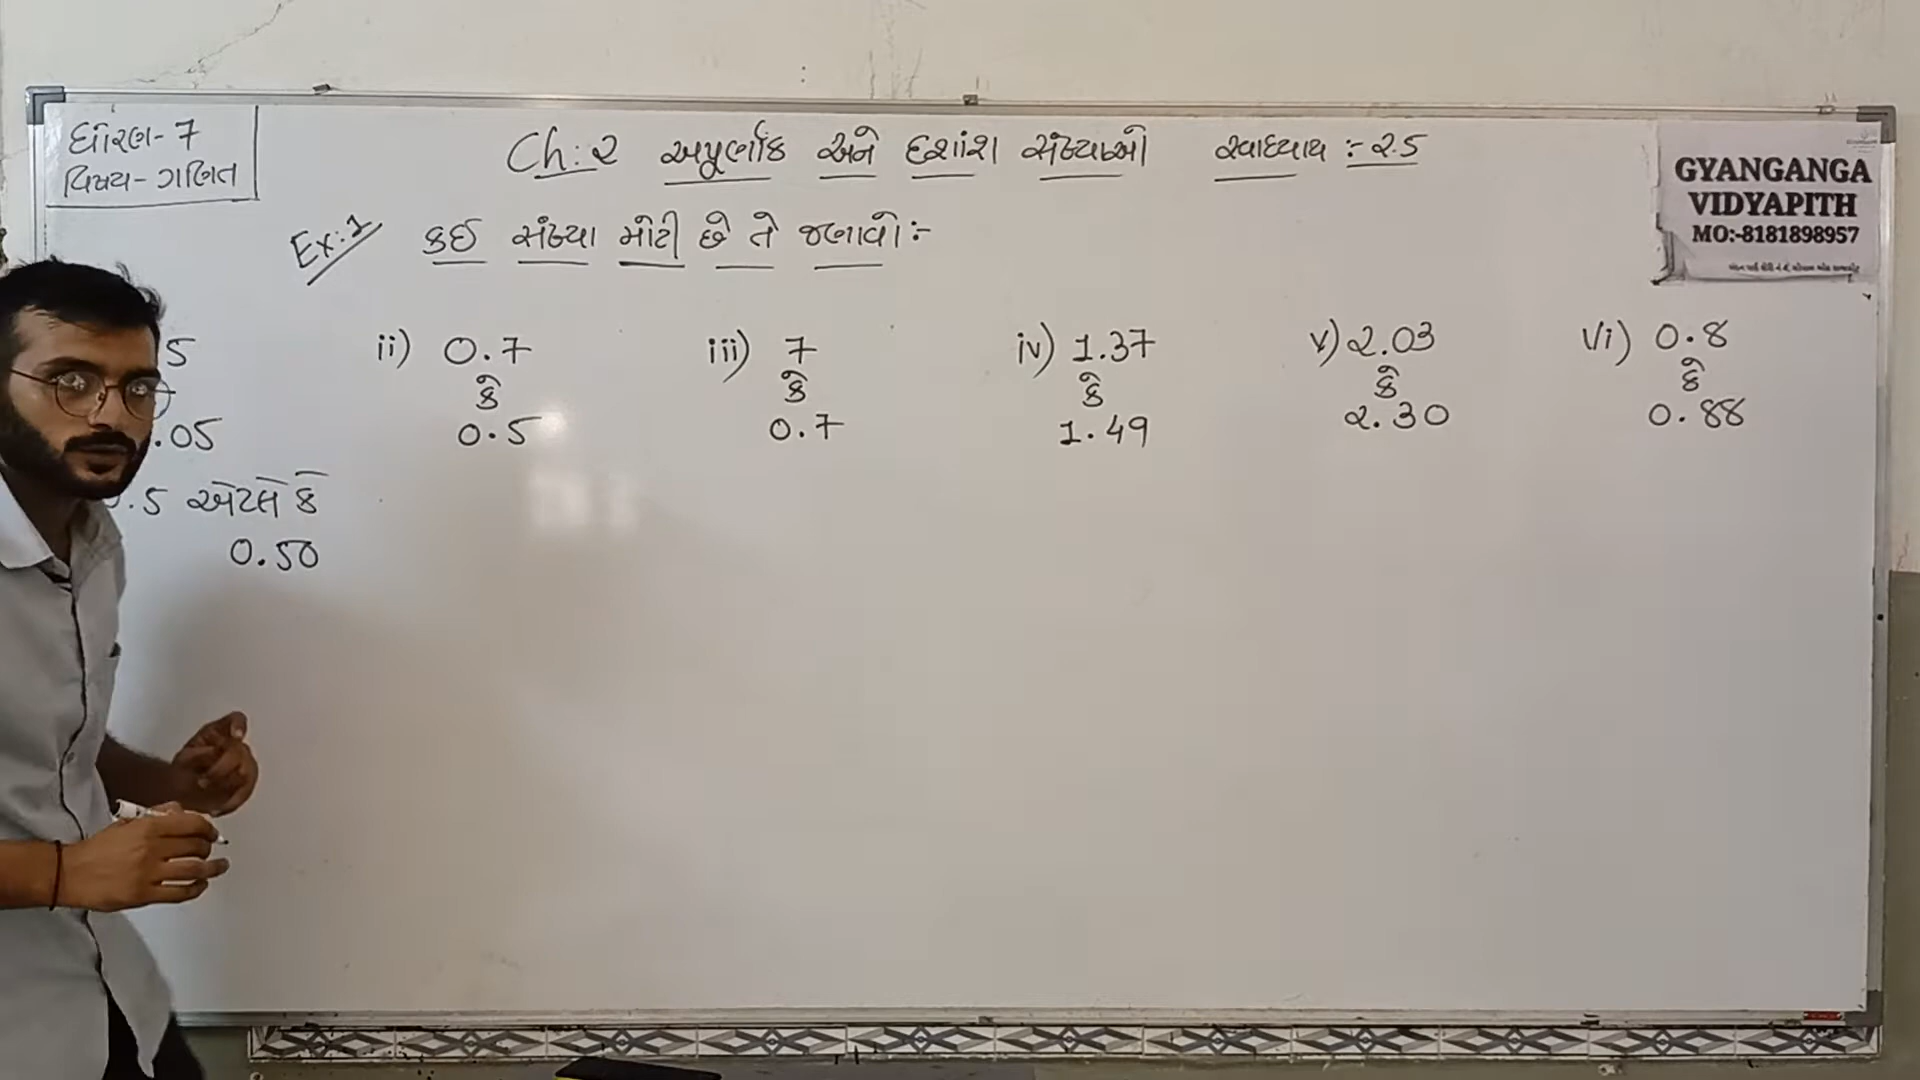 ધોરણ-7
વિષય-ગણિત
Ch:૨ અપૂર્ણાંક અને દશાંશ સંખ્યાઓ સ્વાધ્યાય :- ૨.5
GYANGANGA
VIDYAPITH
MO:-8181898957
Ex:1 કઈ સંખ્યા મોટી છે તે જણાવો:-
5
.05
.5 એટલે કે
0.50
ii) 0.7
કે
0.5
iii) 7
કે
0.7
iv) 1.37
કે
1.49
v) ૨.03
કે
૨.30
vi) 0.8
કે
0.88